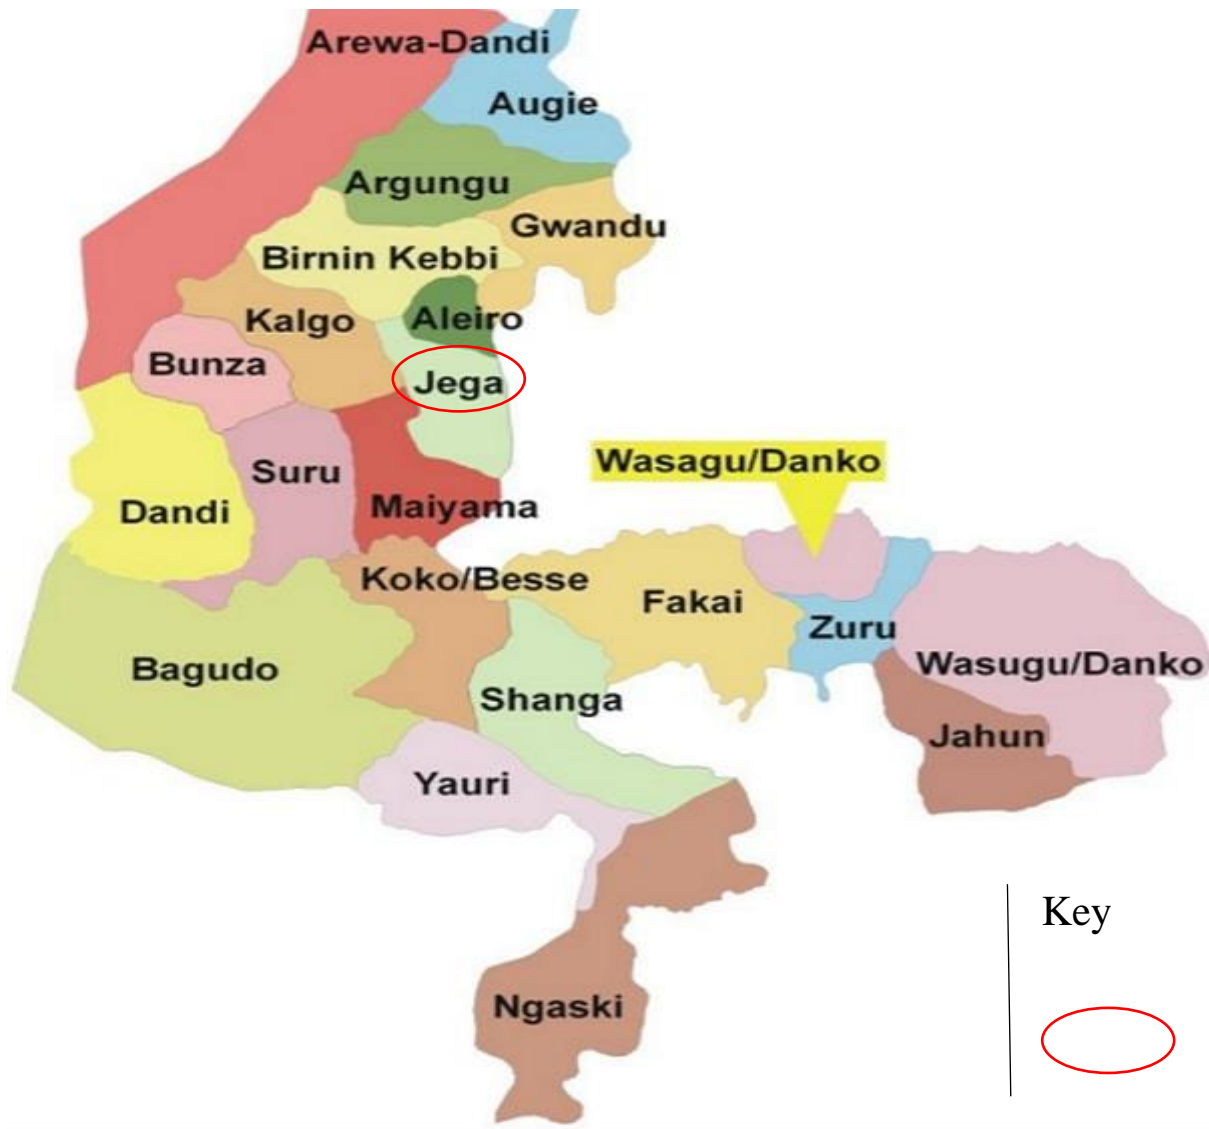 Arewa-Dandi
Augie
Argungu
Gwandu
Birnin Kebbi
Kalgo
Aleiro
Bunza
Jega
Wasagu/Danko
Suru
Dandi
Maiyama
Koko/Besse
Fakai
Zuru
Wasugu/Danko
Bagudo
Shanga
Jahun
Yauri
Key
Ngaski